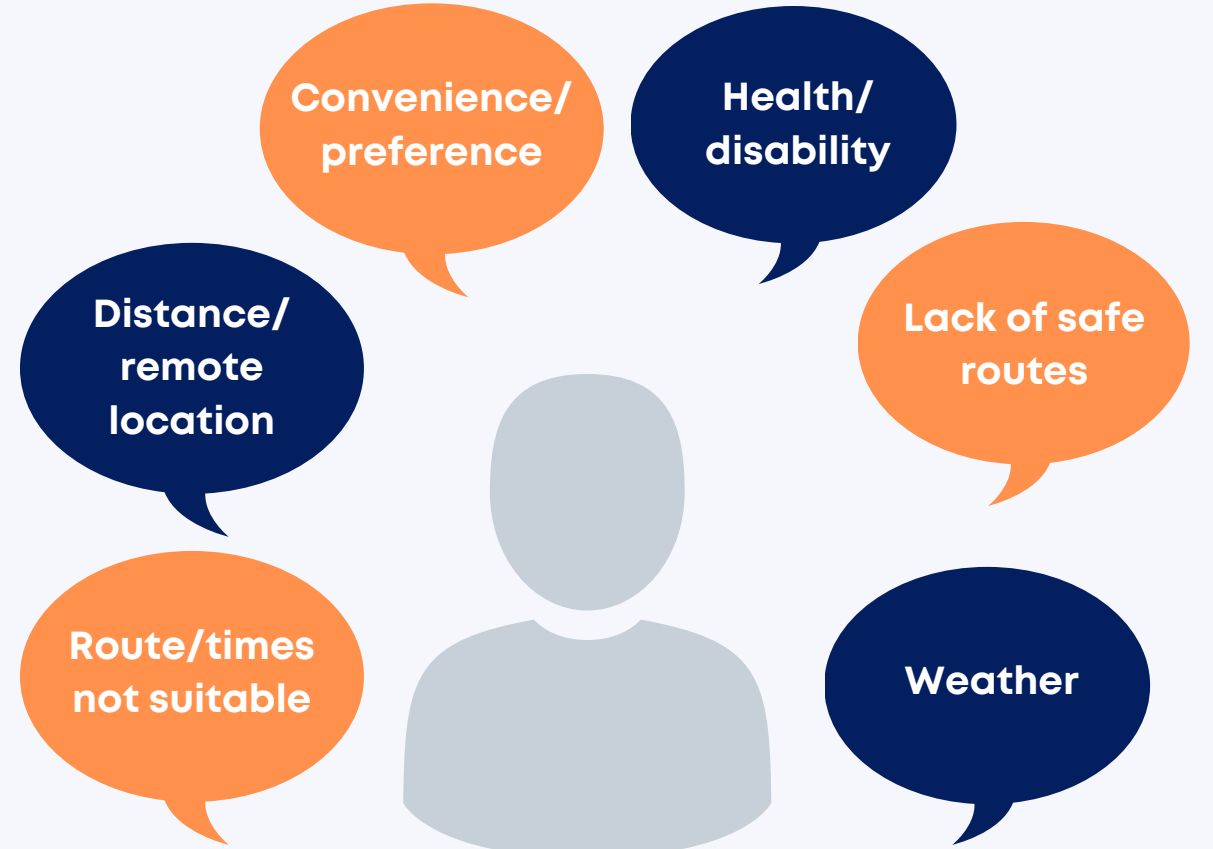 Convenience/
preference
Health/
disability
Distance/
remote
location
Lack of safe
routes
Route/times
not suitable
Weather